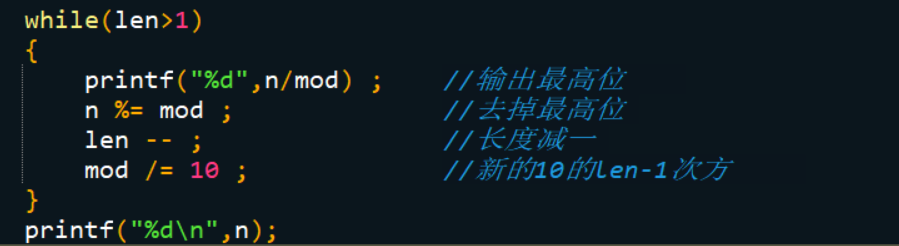 while(len>1)
{
    printf("%d",n/mod) ;    //输出最高位
    n %= mod ;              //去掉最高位
    len -- ;                //长度减一
    mod /= 10 ;             //新的10的len-1次方
}
printf("%d\n",n);